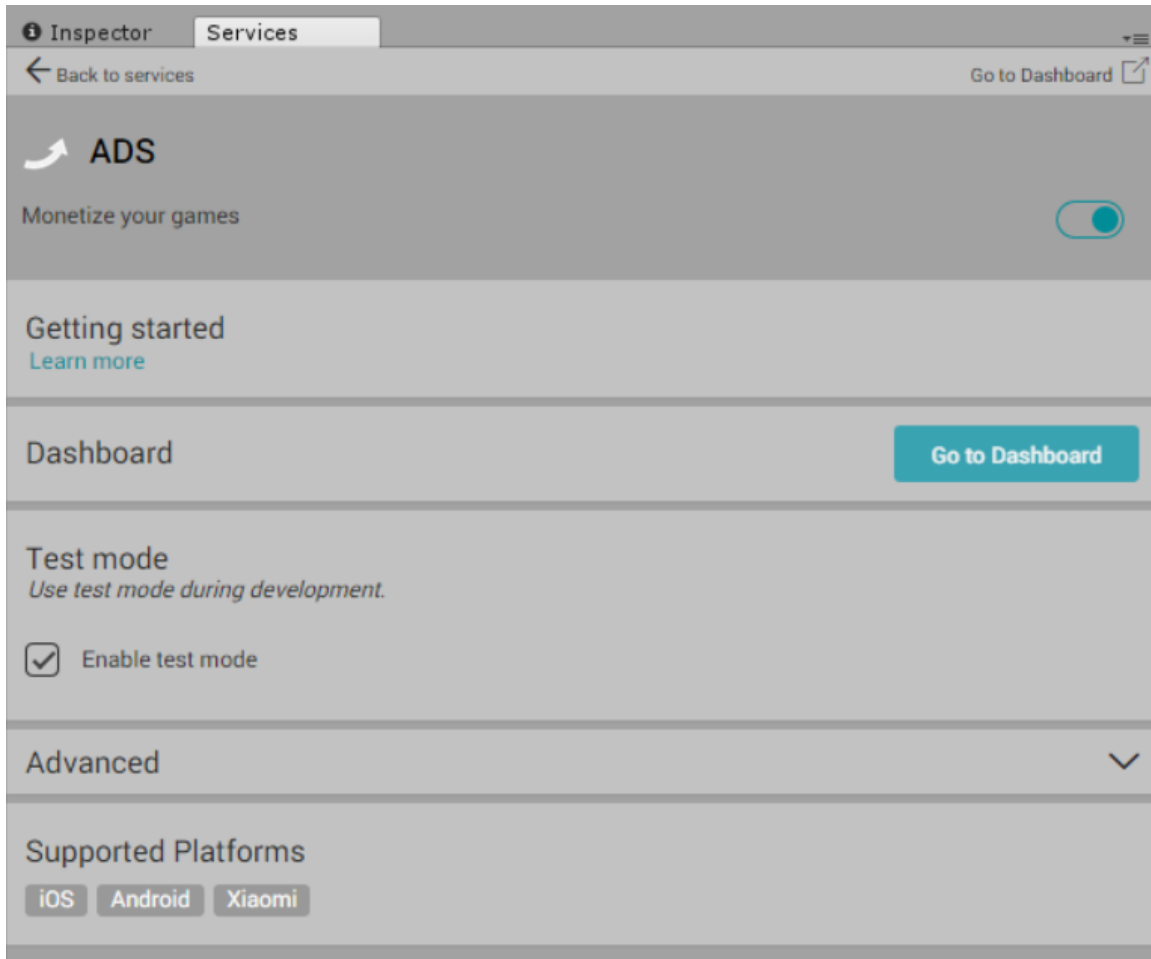 Inspector Services
Back to services Go to Dashboard
ADS
Monetize your games
Getting started
Learn more
Dashboard Go to Dashboard
Test mode
Use test mode during development.
Enable test mode
Advanced
Supported Platforms
iOS Android Xiaomi